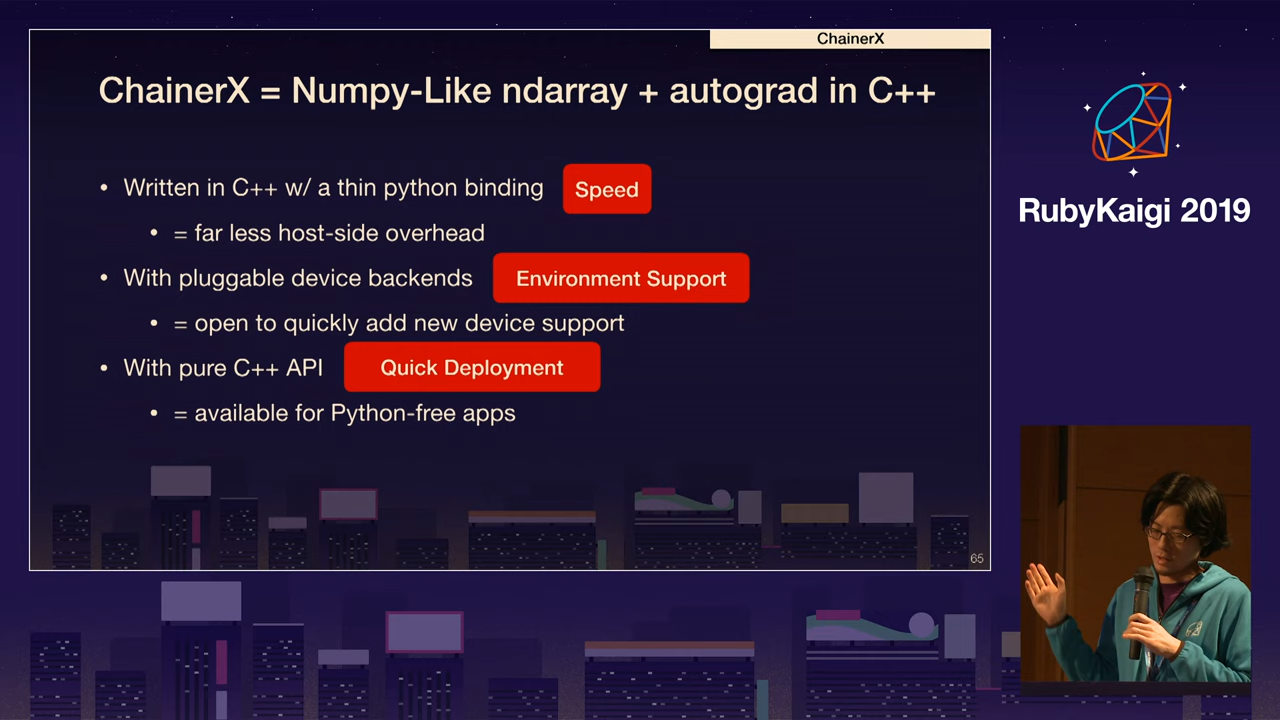 ChainerX
ChainerX = Numpy-Like ndarray + autograd in C++
• Written in C++ w/ a thin python binding Speed
• = far less host-side overhead
• With pluggable device backends Environment Support
• = open to quickly add new device support
• With pure C++ API Quick Deployment
• = available for Python-free apps
65
RubyKaigi 2019